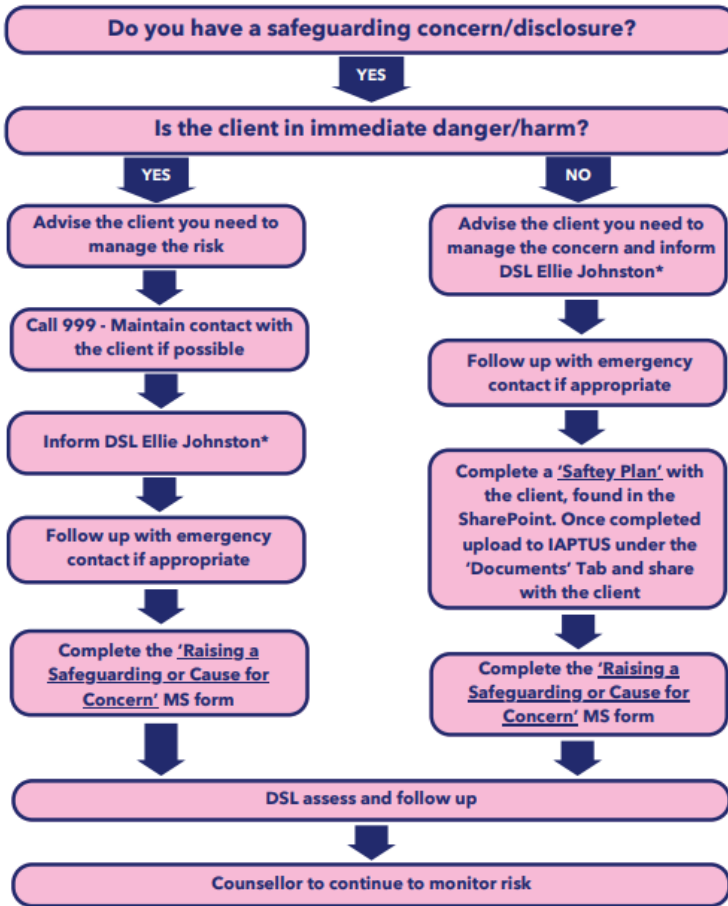 Do you have a safeguarding concern/disclosure?
YES
Is the client in immediate danger/harm?
YES
Advise the client you need to
manage the risk
Call 999 - Maintain contact with
the client if possible
Inform DSL Ellie Johnston*
Follow up with emergency
contact if appropriate
Complete the ‘Raising a
Safeguarding or Cause for
Concern’ MS form
NO
Advise the client you need to
manage the concern and inform
DSL Ellie Johnston*
Follow up with emergency
contact if appropriate
Complete a ‘Saftey Plan’ with
the client, found in the
SharePoint. Once completed
upload to IAPTUS under the
‘Documents’ Tab and share
with the client
Complete the ‘Raising a
Safeguarding or Cause for
Concern’ MS form
DSL assess and follow up
Counsellor to continue to monitor risk